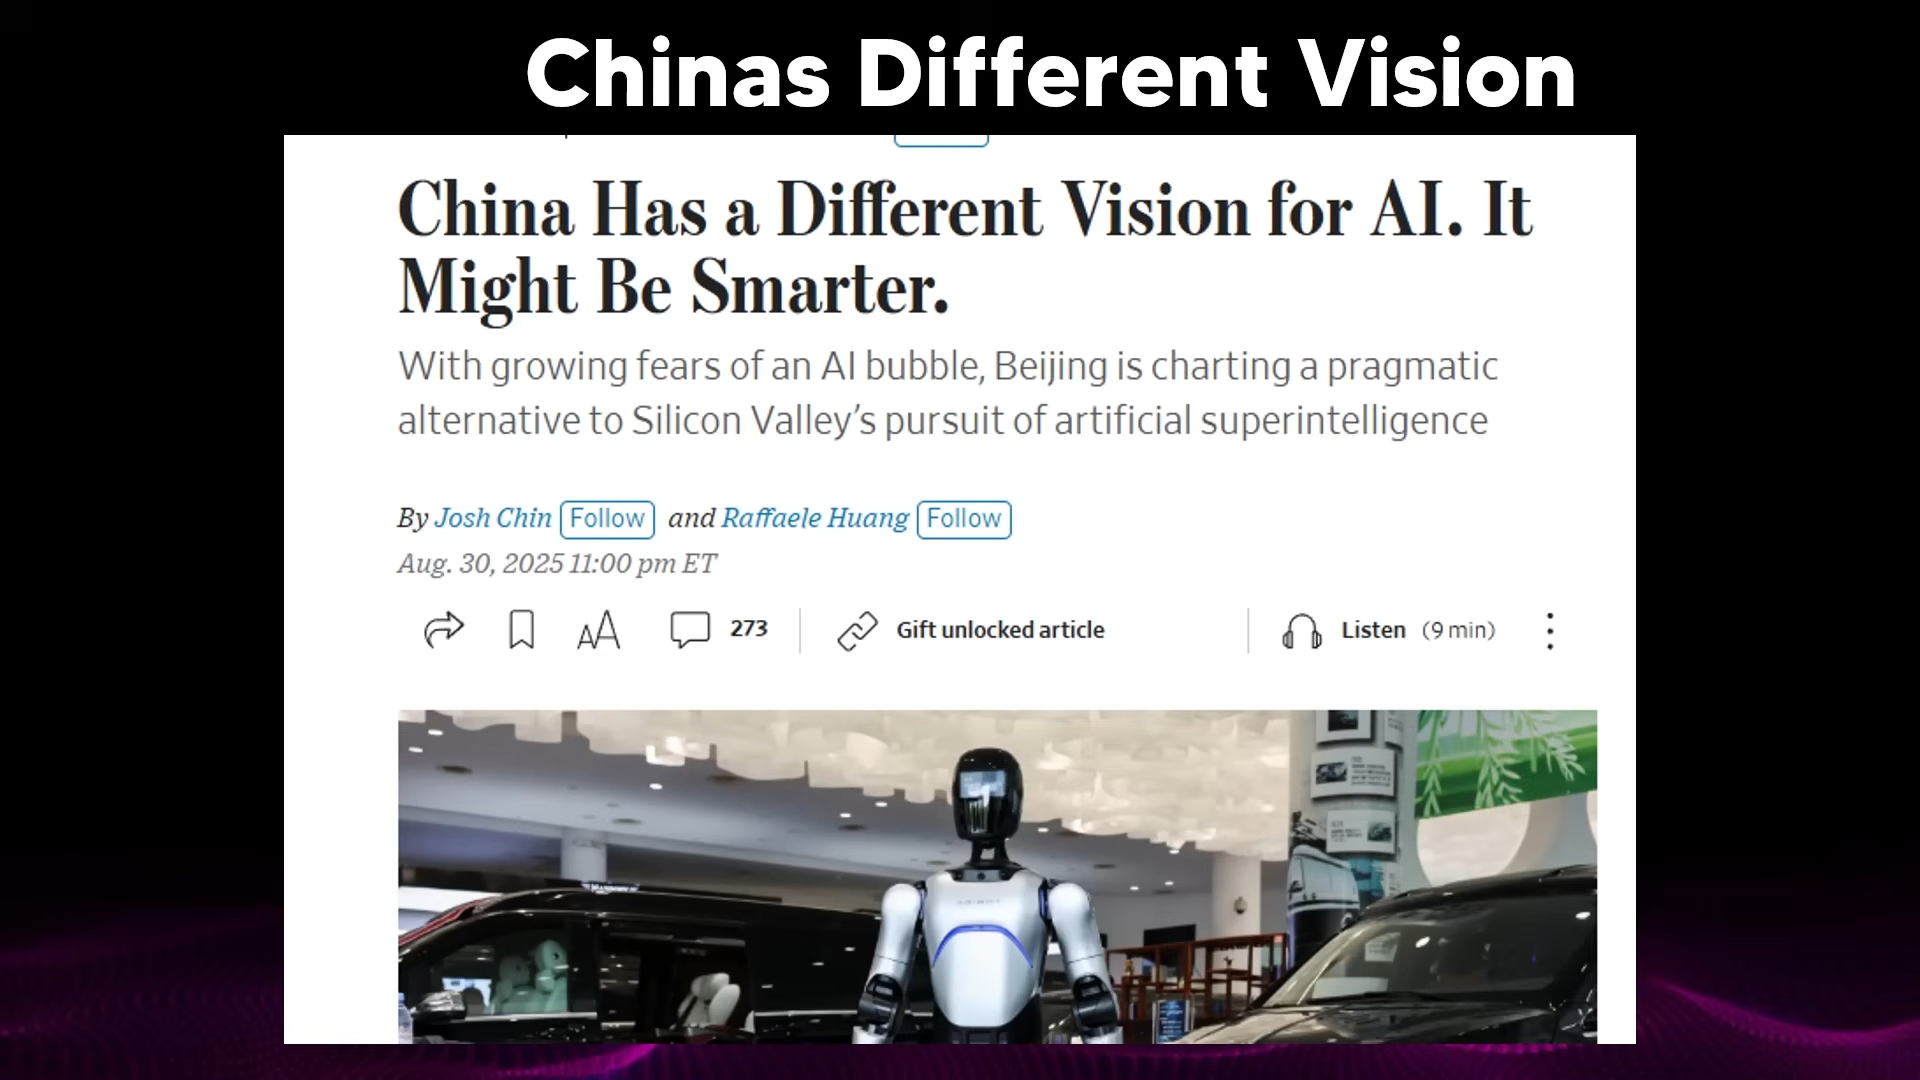 Chinas Different Vision
China Has a Different Vision for AI. It
Might Be Smarter.
With growing fears of an AI bubble, Beijing is charting a pragmatic
alternative to Silicon Valley’s pursuit of artificial superintelligence
By Josh Chin Follow and Raffaele Huang Follow
Aug. 30, 2025 11:00 pm ET
AA 273 Gift unlocked article Listen (9 min)